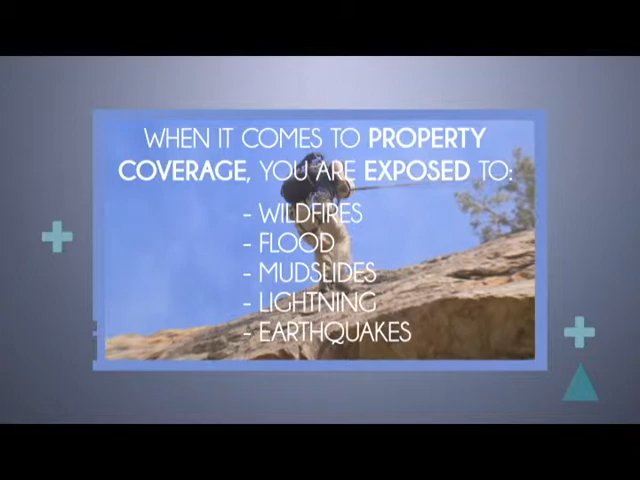 WHEN IT COMES TO PROPERTY
COVERAGE, YOU ARE EXPOSED TO:
- WILDFIRES
- FLOOD
- MUDSLIDES
- LIGHTNING
- EARTHQUAKES